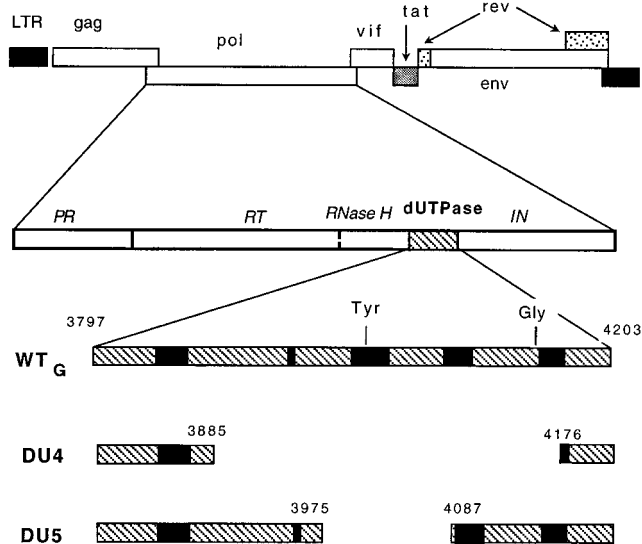 LTR gag pol vif tat rev
env
PR RT RNase H dUTPase IN
3797 Tyr Gly 4203
WT G
3885 4176
DU4
3975 4087
DU5